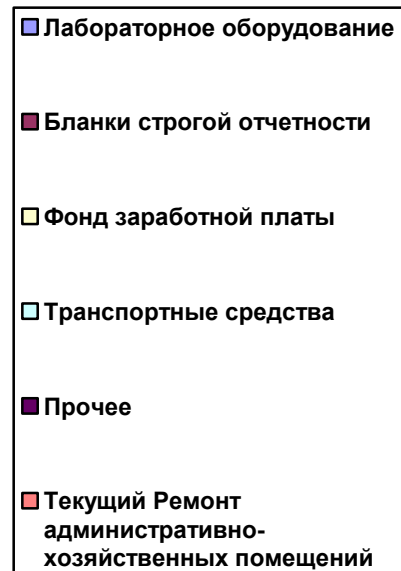 Лабораторное оборудование
Бланки строгой отчетности
Фонд заработной платы
Транспортные средства
Прочее
Текущий Ремонт
административно-
хозяйственных помещений